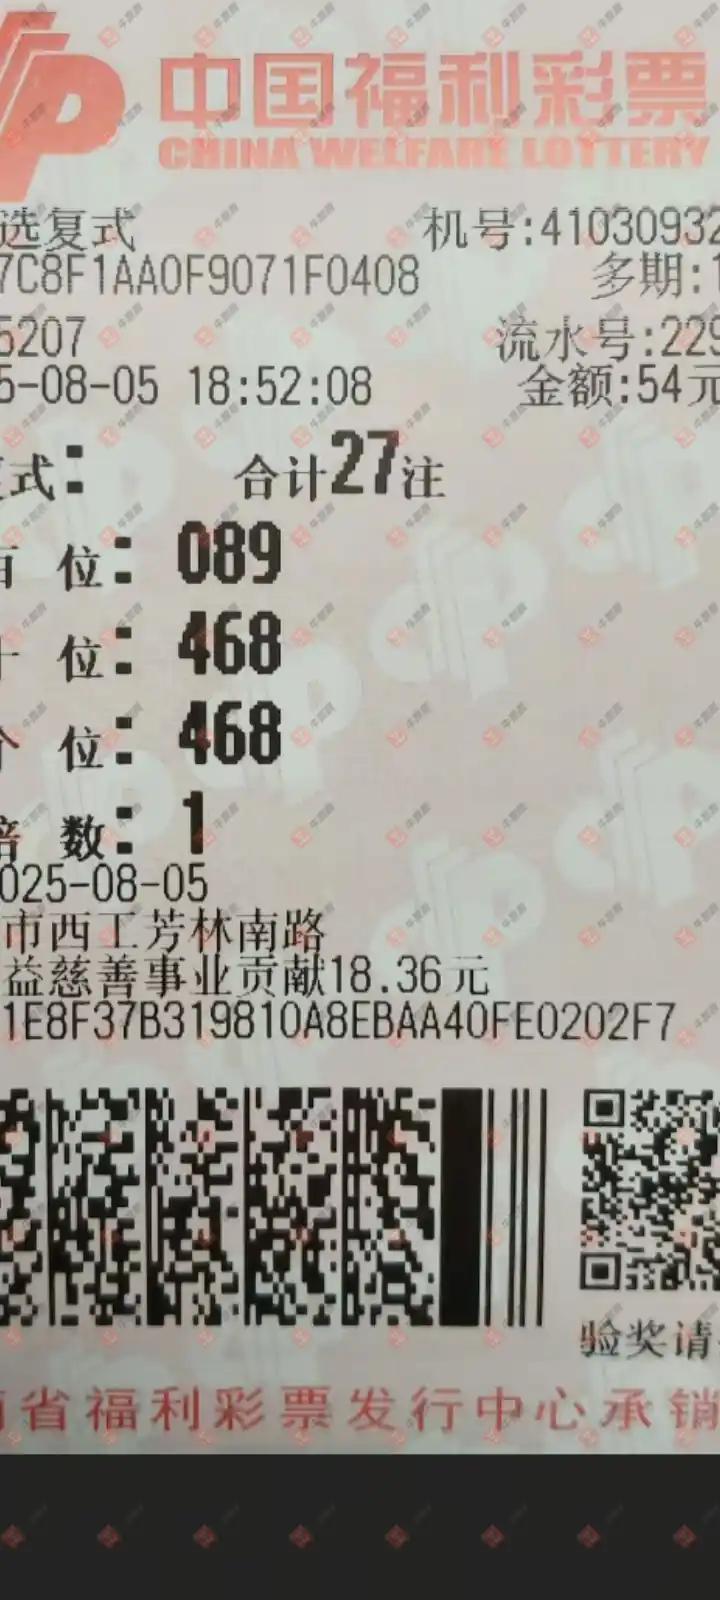 中国福利彩票
CHINA WELFARE LOTTERY
选复式 机号:41030932
7C8F1AA0F9071F0408 多期:1
5207 流水号:229
5-08-05 18:52:08 金额:54元
式: 合计27注
百 位: 089
十 位: 468
个 位: 468
倍 数: 1
025-08-05
市西工芳林南路
益慈善事业贡献18.36元
1E8F37B319810A8EBAA40FE0202F7
验奖请
省福利彩票发行中心承销